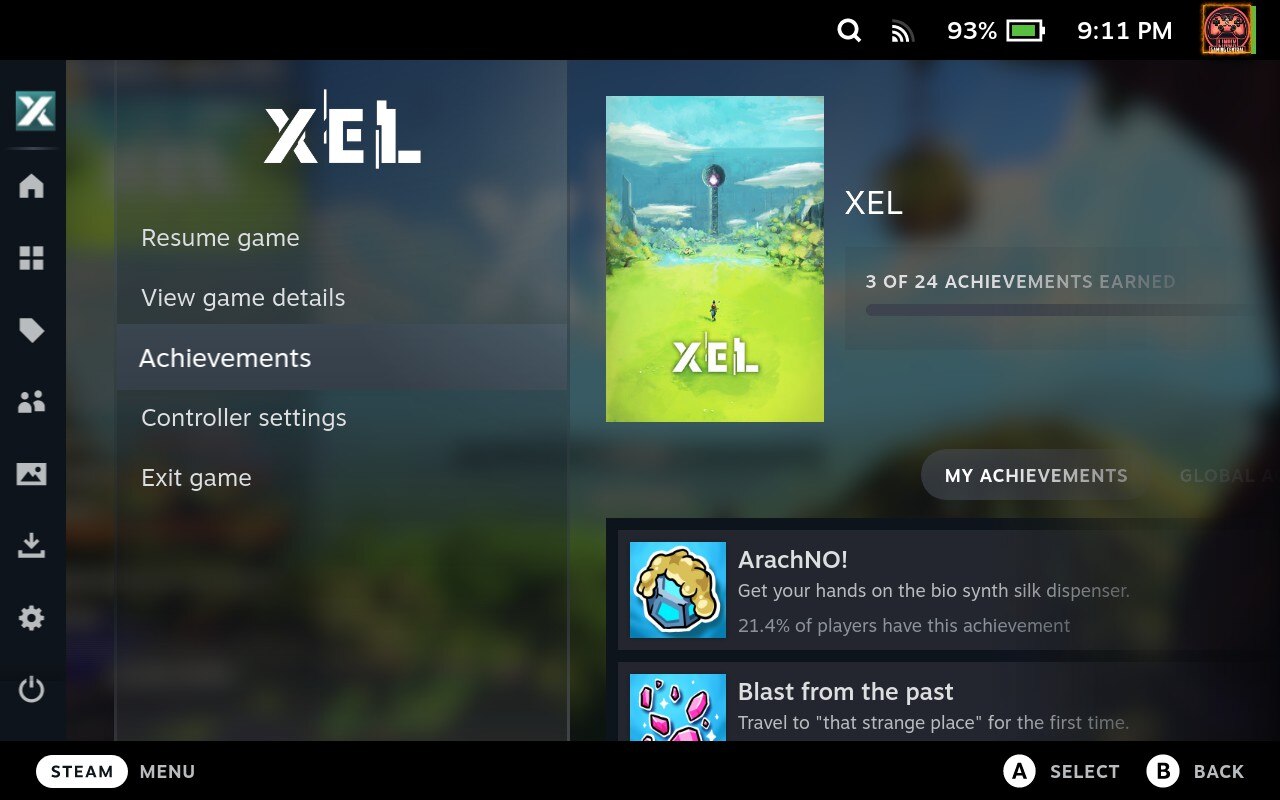 93%
9:11 PM
XEL
Resume game
View game details
Achievements
Controller settings
Exit game
XEL
XEL
3 OF 24 ACHIEVEMENTS EARNED
MY ACHIEVEMENTS
GLOBAL A
ArachNO!
Get your hands on the bio synth silk dispenser.
21.4% of players have this achievement
Blast from the past
Travel to "that strange place" for the first time.
STEAM MENU
A SELECT B BACK